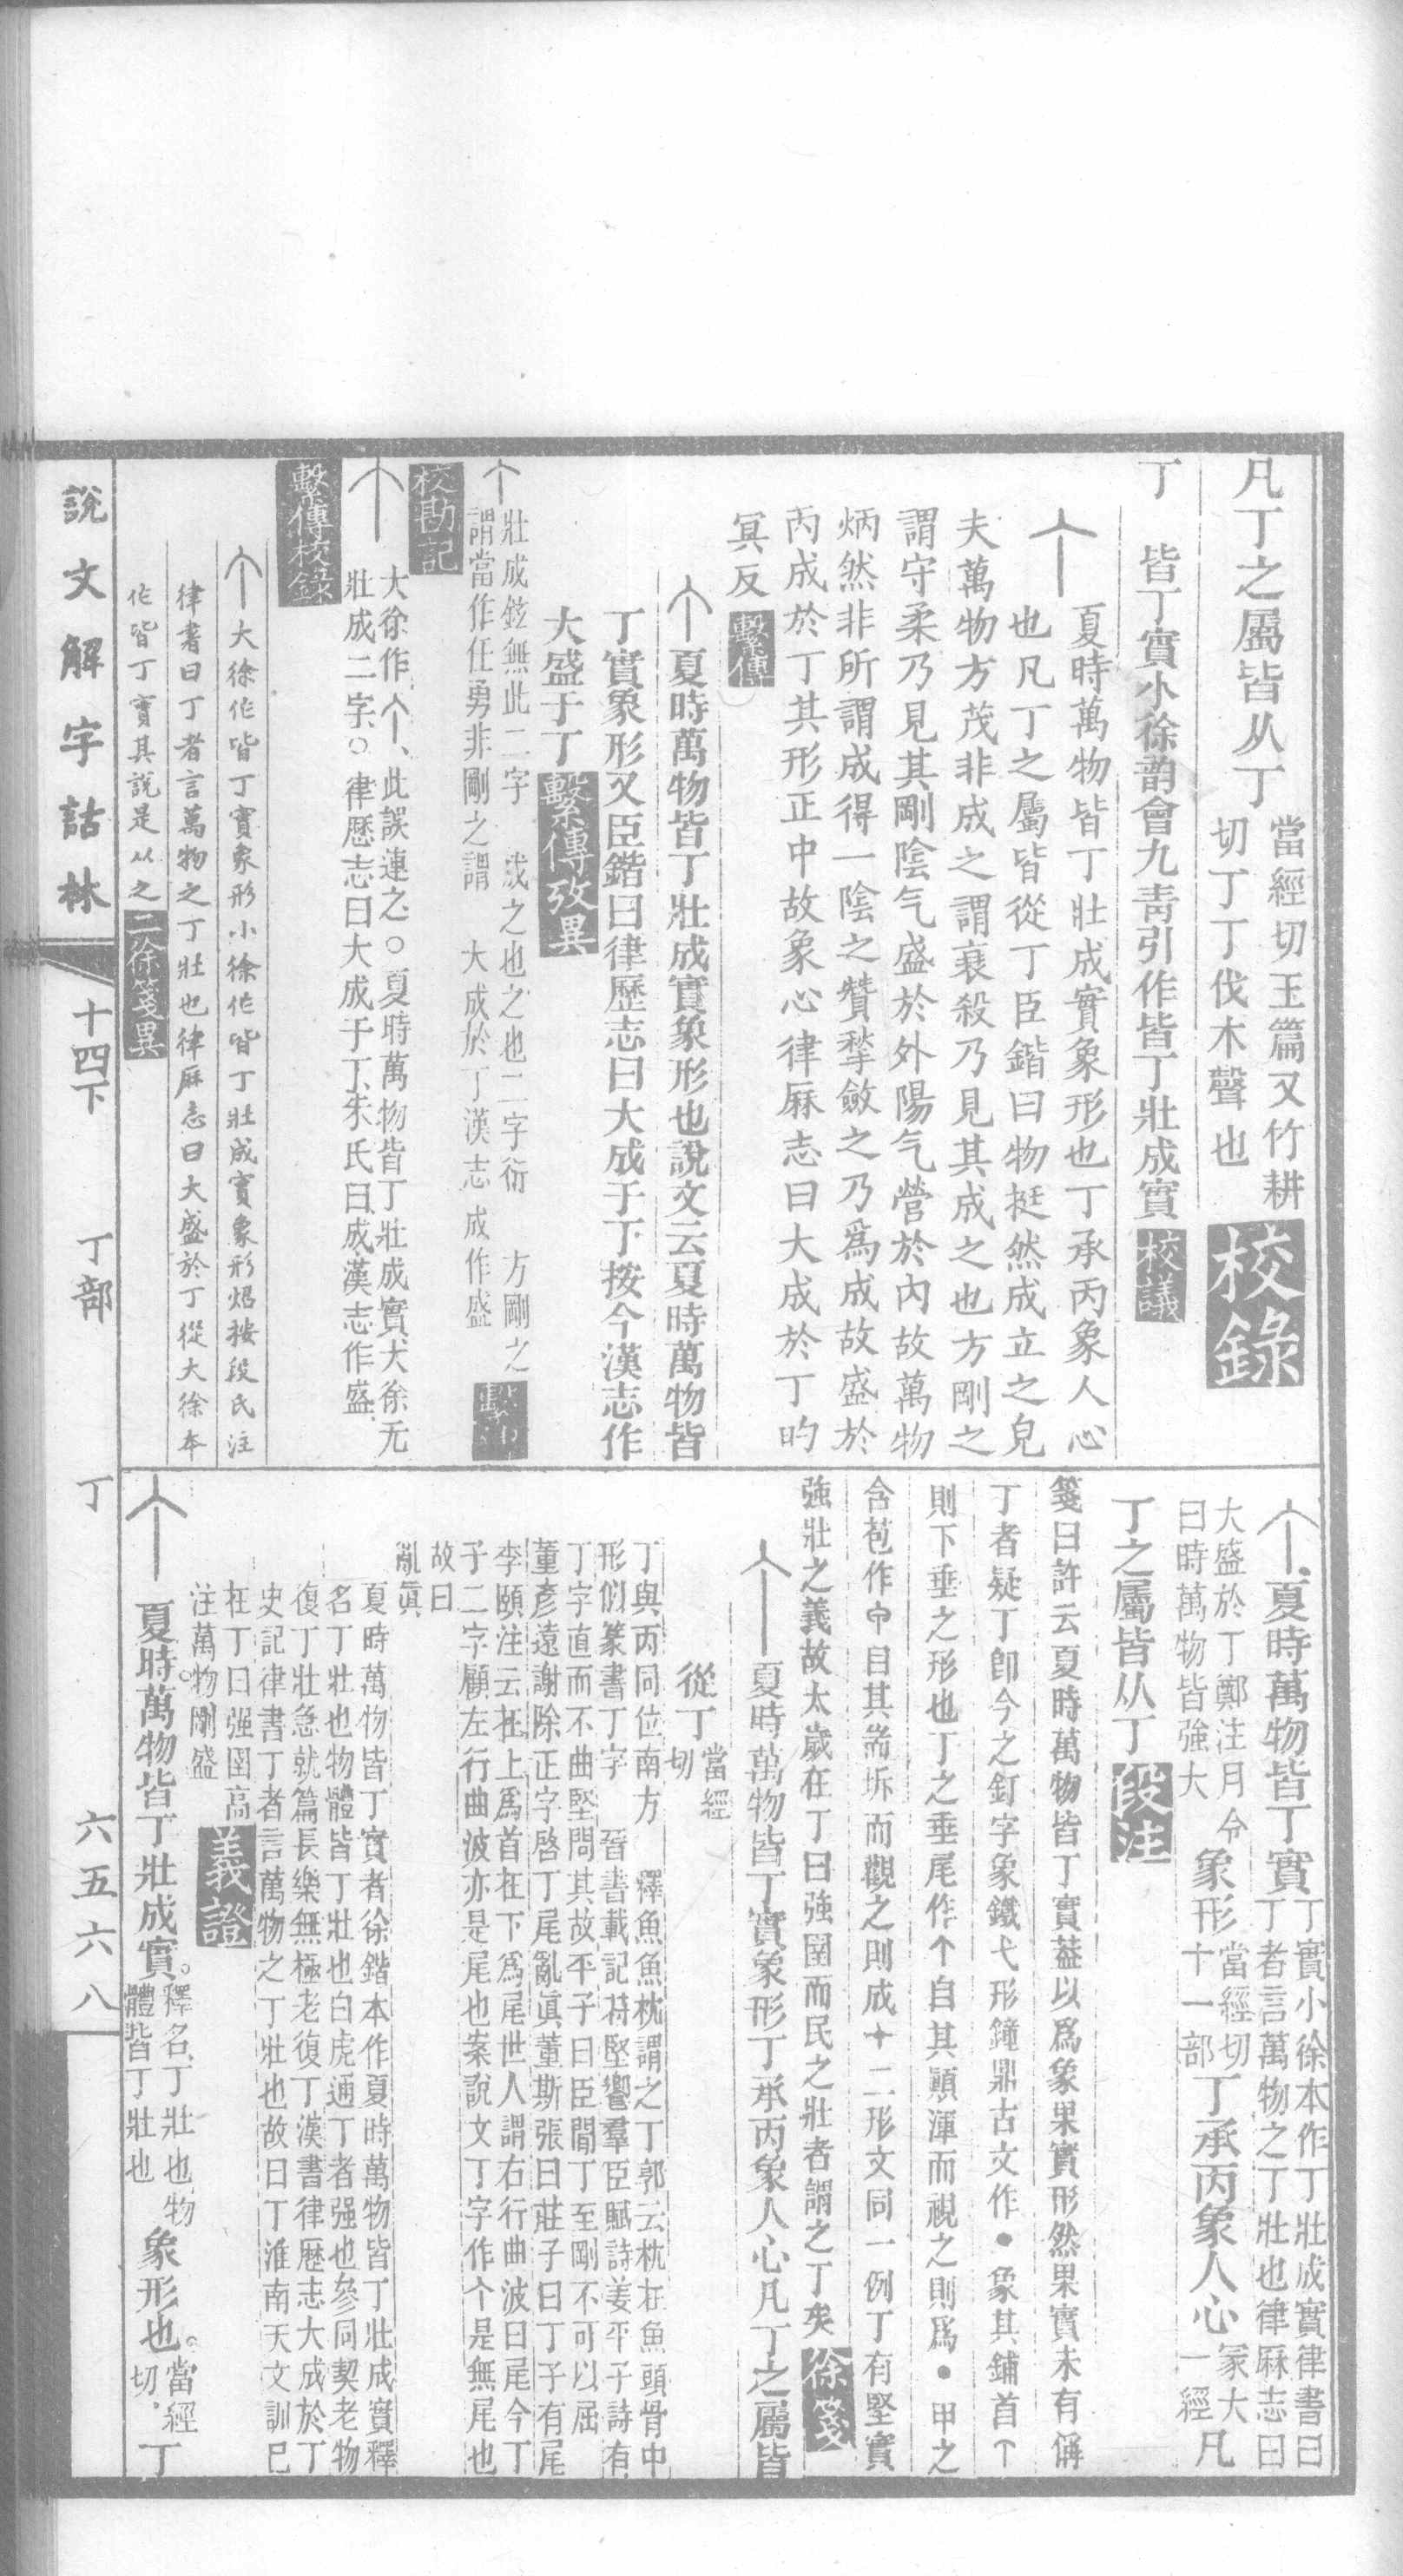 凡丁之屬皆从丁
當經切玉篇又竹耕
切丁丁伐木聲也
校錄
丁
皆丁實小徐韵會九青引作皆丁壯成實
校議
夏時萬物皆丁壯成實象形也丁承丙象人心
也凡丁之屬皆從丁臣鍇曰物挺然成立之皃
夫萬物方茂非成之謂衰殺乃見其成之也方剛之
謂守柔乃見其剛陰气盛於外陽气營於內故萬物
炳然非所謂成得一陰之贊揫斂之乃爲成故盛於
丙成於丁其形正中故象心律厤志曰大成於丁的
冥反
繫傳
夏時萬物皆丁壯成實象形也說文云夏時萬物皆
丁實象形又臣鍇曰律歷志曰大成于丁按今漢志作
大盛于丁
繫傳攷異
壯成鉉無此二字 成之也之也二字衍 方剛之
謂當作任勇非剛之謂 大成於丁漢志 成作盛
校勘記
大徐作个、此誤連之。○夏時萬物皆丁壯成實大徐无
壯成二字、○律厯志曰大成于丁、朱氏曰、成漢志作盛
繫傳校錄
大徐作皆丁實象形小徐作皆丁壯成實象形炤按段氏注
律書曰丁者言萬物之丁壯也律厤志曰大盛於丁從大徐本
作皆丁實其說是从之
二徐箋異
說文解字詁林
十四下
丁部
丁
六五六八
夏時萬物皆丁實
丁實小徐本作丁壯成實律書曰
丁者言萬物之丁壯也律厤志曰
大盛於丁鄭注月令
曰時萬物皆強大
象形
當經切
十一部
丁承丙象人心
冡大
一經
凡
丁之屬皆从丁
段注
箋曰許云夏時萬物皆丁實葢以爲象果實形然果實未有偁
丁者疑丁卽今之釘字象鐵弋形鐘鼎古文作●象其鋪首↑
則下垂之形也丁之垂尾作↑自其顚渾而視之則爲●甲之
含苞作中目其耑坼而觀之則成十二形文同一例丁有堅實
強壯之義故太歲在丁曰強圉而民之壯者謂之丁矣
徐箋
夏時萬物皆丁實象形丁承丙象人心凡丁之屬皆
從丁
當經
切
丁與丙同位南方 釋魚魚枕謂之丁郭云枕在魚頭骨中
形似篆書丁字 晉書載記苻堅饗羣臣賦詩姜平子詩有
丁字直而不曲堅問其故平子曰臣聞丁至剛不可以屈
董彥遠謝除正字啓丁尾亂眞董斯張曰莊子曰丁子有尾
李頤注云在上爲首在下爲尾世人謂右行曲波曰尾今丁
子二字顧左行曲波亦是尾也案說文丁字作个是無尾也
故曰
亂眞
夏時萬物皆丁實者徐鍇本作夏時萬物皆丁壯成實釋
名丁壯也物體皆丁壯也白虎通丁者强也參同契老物
復丁壯急就篇長樂無極老復丁漢書律歷志大成於丁
史記律書丁者言萬物之丁壯也故曰丁淮南天文訓巳
在丁曰强圉高
注萬物剛盛
義證
夏時。萬物皆丁壯成實。
釋名、丁壯也、物
體皆丁壯也
象形也。
當經
切
丁